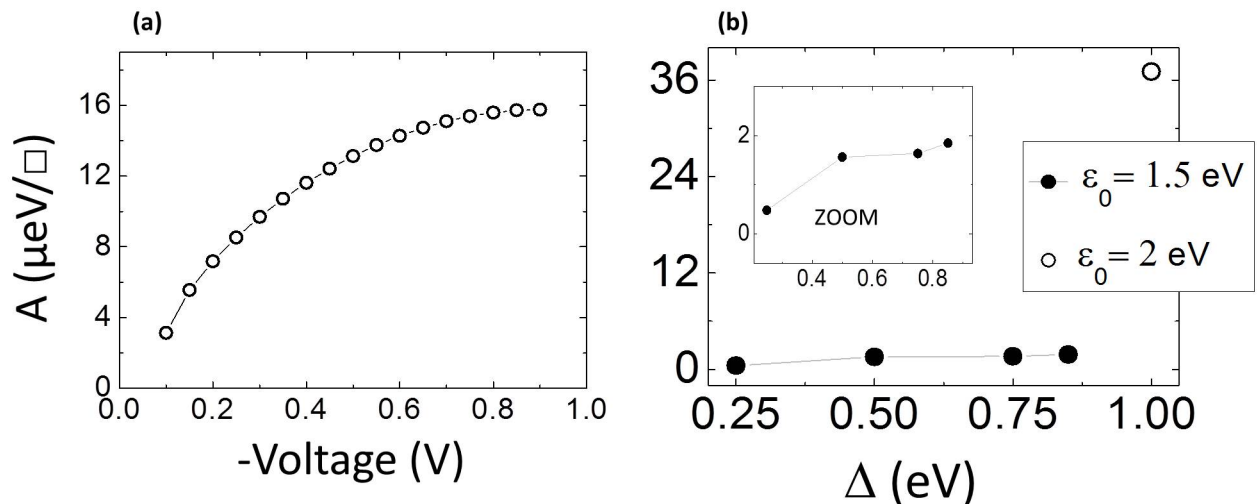 (a)
16
12
8
4
0
0.0 0.2 0.4 0.6 0.8 1.0
A (μeV/□)
-Voltage (V)
(b)
36
24
12
0
0.25 0.50 0.75 1.00
Δ (eV)
2
0
0.4 0.6 0.8
ZOOM
ε0 = 1.5 eV
ε0 = 2 eV